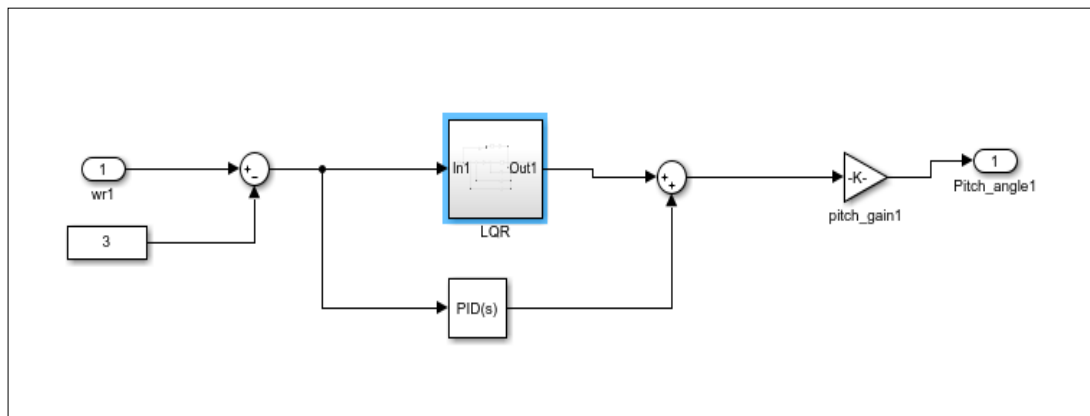 1
wr1
3
In1
Out1
LQR
PID(s)
-K-
pitch_gain1
1
Pitch_angle1